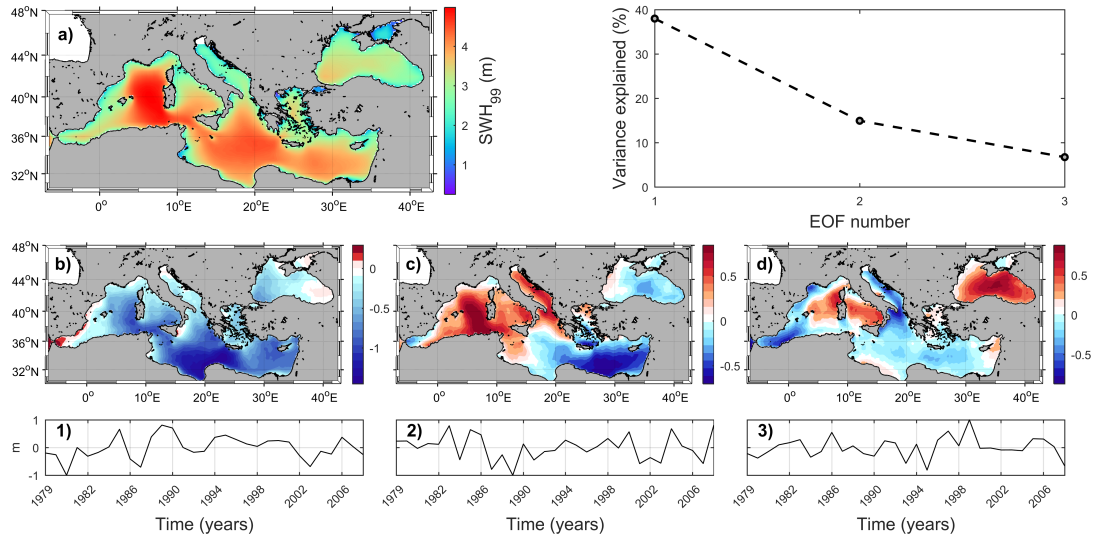 48°N
44°N
40°N
36°N
32°N
a)
0°
10°E
20°E
30°E
40°E
4
3
2
1
SWH99 (m)
Variance explained (%)
40
30
20
10
0
1
2
3
EOF number
48°N
44°N
40°N
36°N
32°N
b)
0°
10°E
20°E
30°E
40°E
0
-0.5
-1
c)
0°
10°E
20°E
30°E
40°E
0.5
0
-0.5
d)
0°
10°E
20°E
30°E
40°E
0.5
0
-0.5
m
1
0
-1
1)
1979
1982
1986
1990
1994
1998
2002
2006
Time (years)
2)
1979
1982
1986
1990
1994
1998
2002
2006
Time (years)
3)
1979
1982
1986
1990
1994
1998
2002
2006
Time (years)